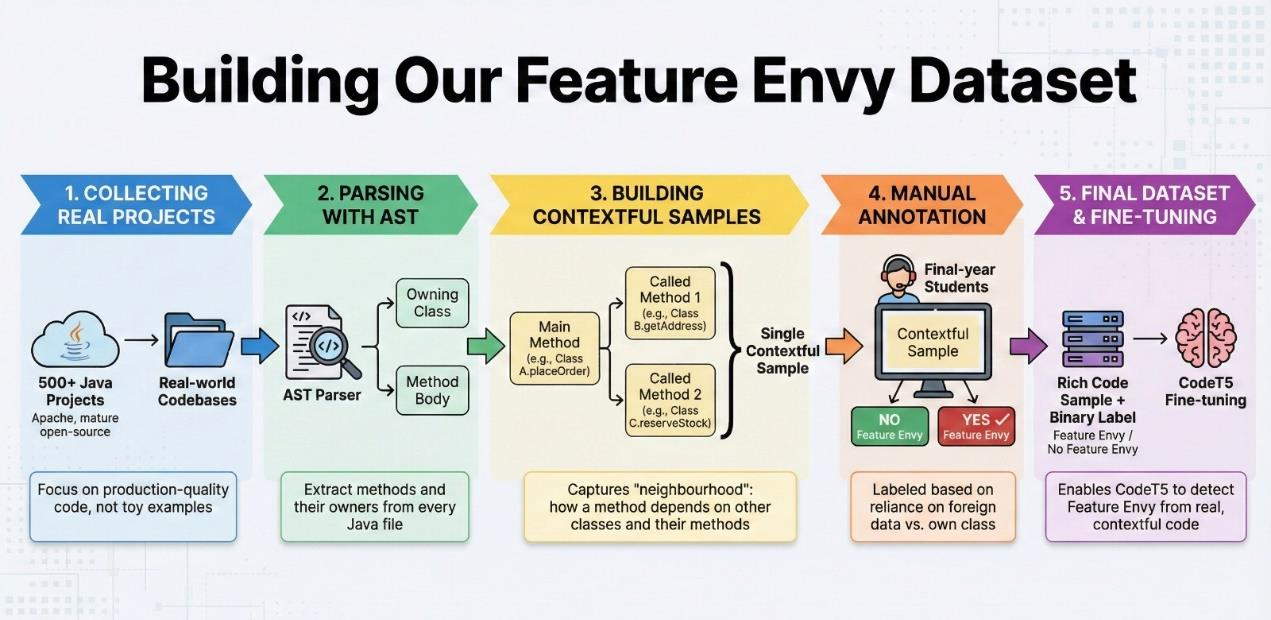 Building Our Feature Envy Dataset
1. COLLECTING
REAL PROJECTS
500+ Java
Projects
Apache, mature
open-source
Real-world
Codebases
Focus on production-quality
code, not toy examples
2. PARSING
WITH AST
</>
</>
AST Parser
Owning
Class
Method
Body
Extract methods and
their owners from every
Java file
3. BUILDING
CONTEXTFUL SAMPLES
Main
Method
(e.g., Class
A.placeOrder)
Called
Method 1
(e.g., Class
B.getAddress)
Called
Method 2
(e.g., Class
C.reserveStock)
Single
Contextful
Sample
Captures "neighbourhood":
how a method depends on other
classes and their methods
4. MANUAL
ANNOTATION
Final-year
Students
Contextful
Sample
NO
Feature Envy
YES ✓
Feature Envy
Labeled based on
reliance on foreign
data vs. own class
5. FINAL DATASET
& FINE-TUNING
Rich Code
Sample +
Binary Label
Feature Envy /
No Feature Envy
CodeT5
Fine-tuning
Enables CodeT5 to detect
Feature Envy from real,
contextful code